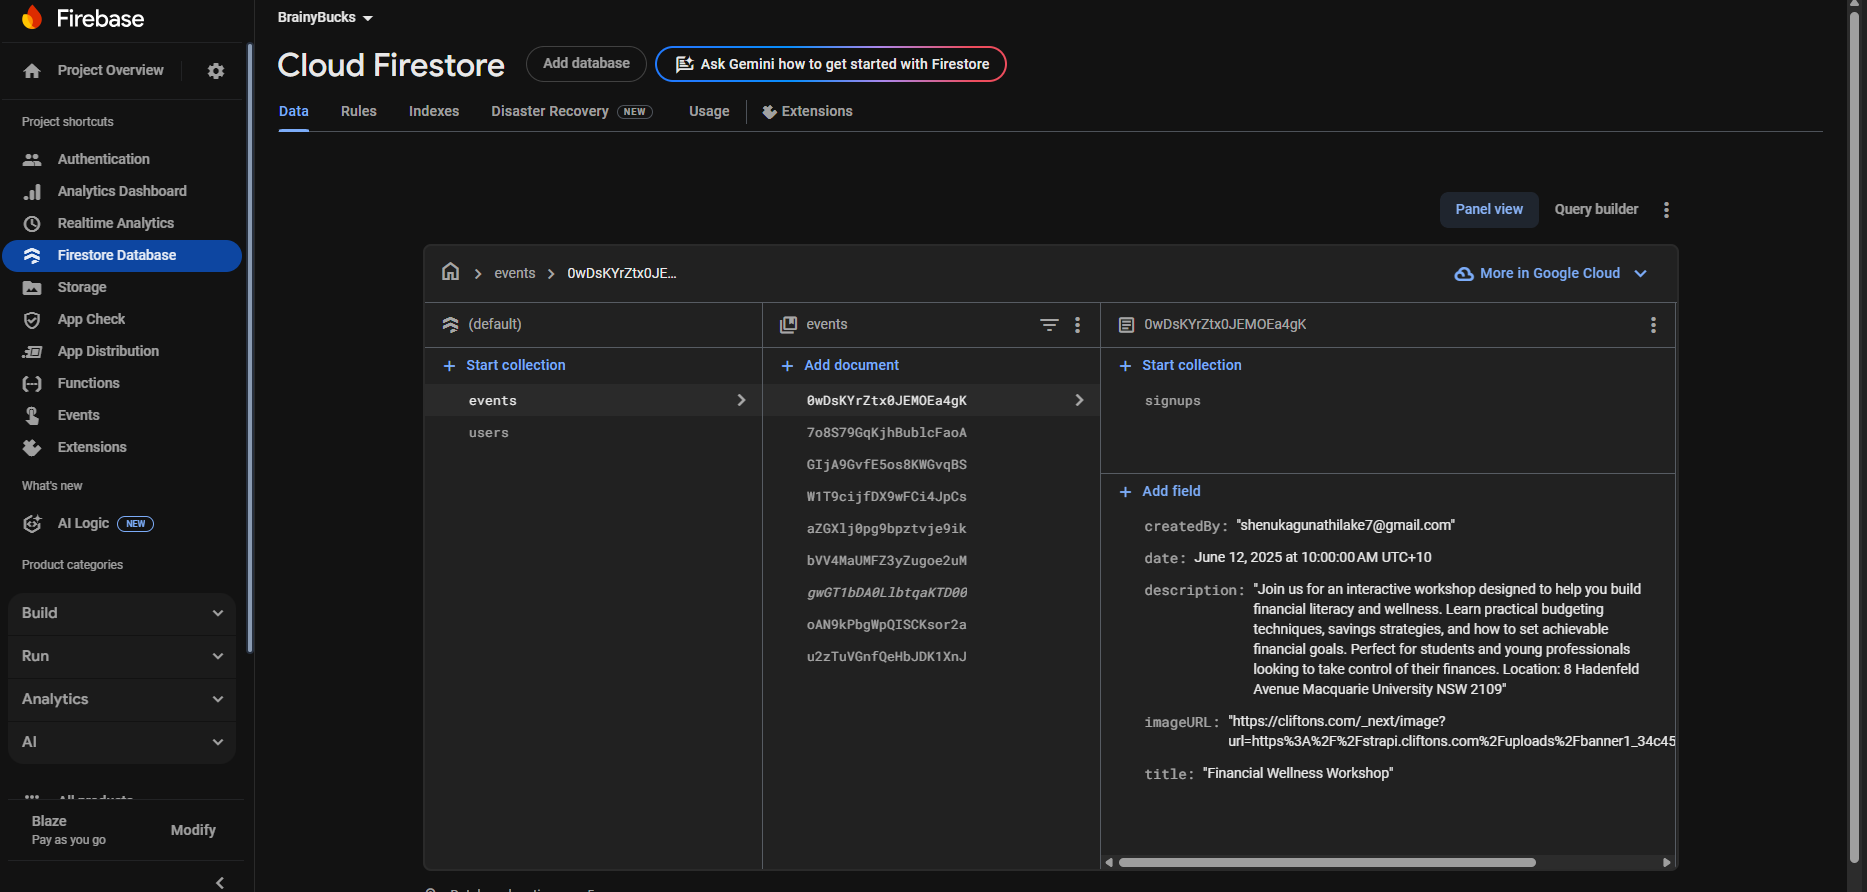 Firebase
Project Overview
Project shortcuts
Authentication
Analytics Dashboard
Realtime Analytics
Firestore Database
Storage
App Check
App Distribution
Functions
Events
Extensions
What's new
AI Logic NEW
Product categories
Build
Run
Analytics
AI
All products
Blaze
Pay as you go
Modify
BrainyBucks
Cloud Firestore
Add database
Ask Gemini how to get started with Firestore
Data Rules Indexes Disaster Recovery NEW Usage Extensions
Panel view Query builder
events 0wDsKYrZtx0JE...
More in Google Cloud
(default)
Start collection
events
users
events
Add document
0wDsKYrZtx0JEMOEa4gK
7o8S79GqKjhBublcFaoA
GIjA9GvfE5os8KWGvqBS
W1T9cijfDX9wFCi4JpCs
aZGXlj0pg9bpztvje9ik
bVV4MaUMFZ3yZugoe2uM
gwGT1bDA0LlbtqaKTD00
oAN9kPbgWpQISCKsor2a
u2zTuVGnfQeHbJDK1XnJ
0wDsKYrZtx0JEMOEa4gK
Start collection
signups
Add field
createdBy: "shenukagunathilake7@gmail.com"
date: June 12, 2025 at 10:00:00 AM UTC+10
description: "Join us for an interactive workshop designed to help you build
financial literacy and wellness. Learn practical budgeting
techniques, savings strategies, and how to set achievable
financial goals. Perfect for students and young professionals
looking to take control of their finances. Location: 8 Hadenfeld
Avenue Macquarie University NSW 2109"
imageURL: "https://cliftons.com/_next/image?
url=https%3A%2F%2Fstrapi.cliftons.com%2Fuploads%2Fbanner1_34c45
title: "Financial Wellness Workshop"